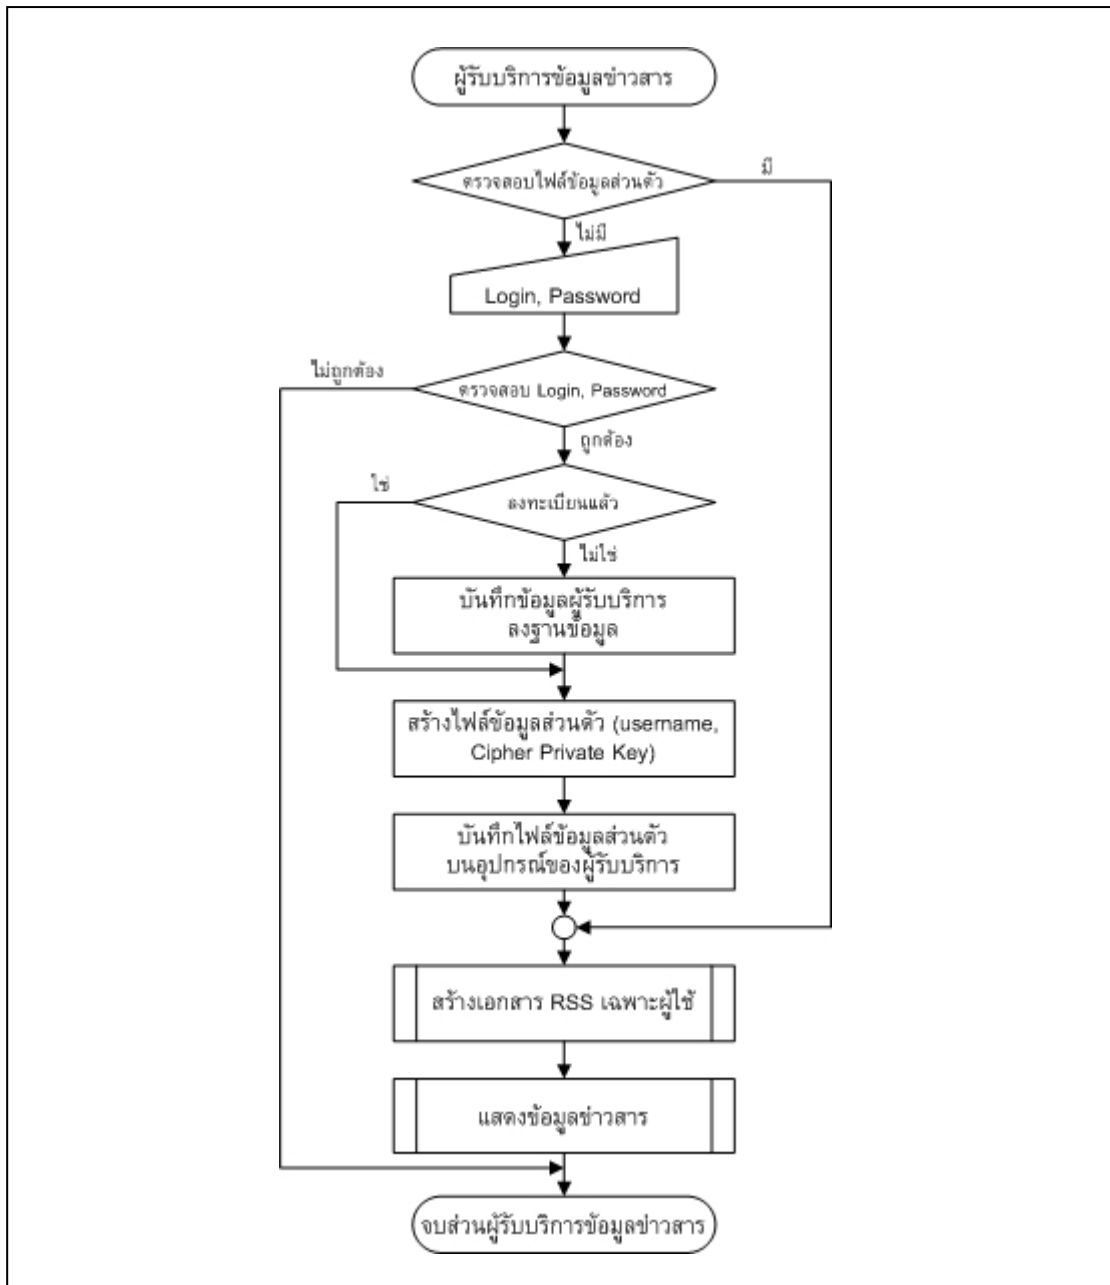 ผู้รับบริการข้อมูลข่าวสาร
ตรวจสอบไฟล์ข้อมูลส่วนตัว
มี
ไม่มี
Login, Password
ไม่ถูกต้อง
ตรวจสอบ Login, Password
ถูกต้อง
ใช่
ลงทะเบียนแล้ว
ไม่ใช่
บันทึกข้อมูลผู้รับบริการ
ลงฐานข้อมูล
สร้างไฟล์ข้อมูลส่วนตัว (username,
Cipher Private Key)
บันทึกไฟล์ข้อมูลส่วนตัว
บนอุปกรณ์ของผู้รับบริการ
สร้างเอกสาร RSS เฉพาะผู้ใช้
แสดงข้อมูลข่าวสาร
จบส่วนผู้รับบริการข้อมูลข่าวสาร